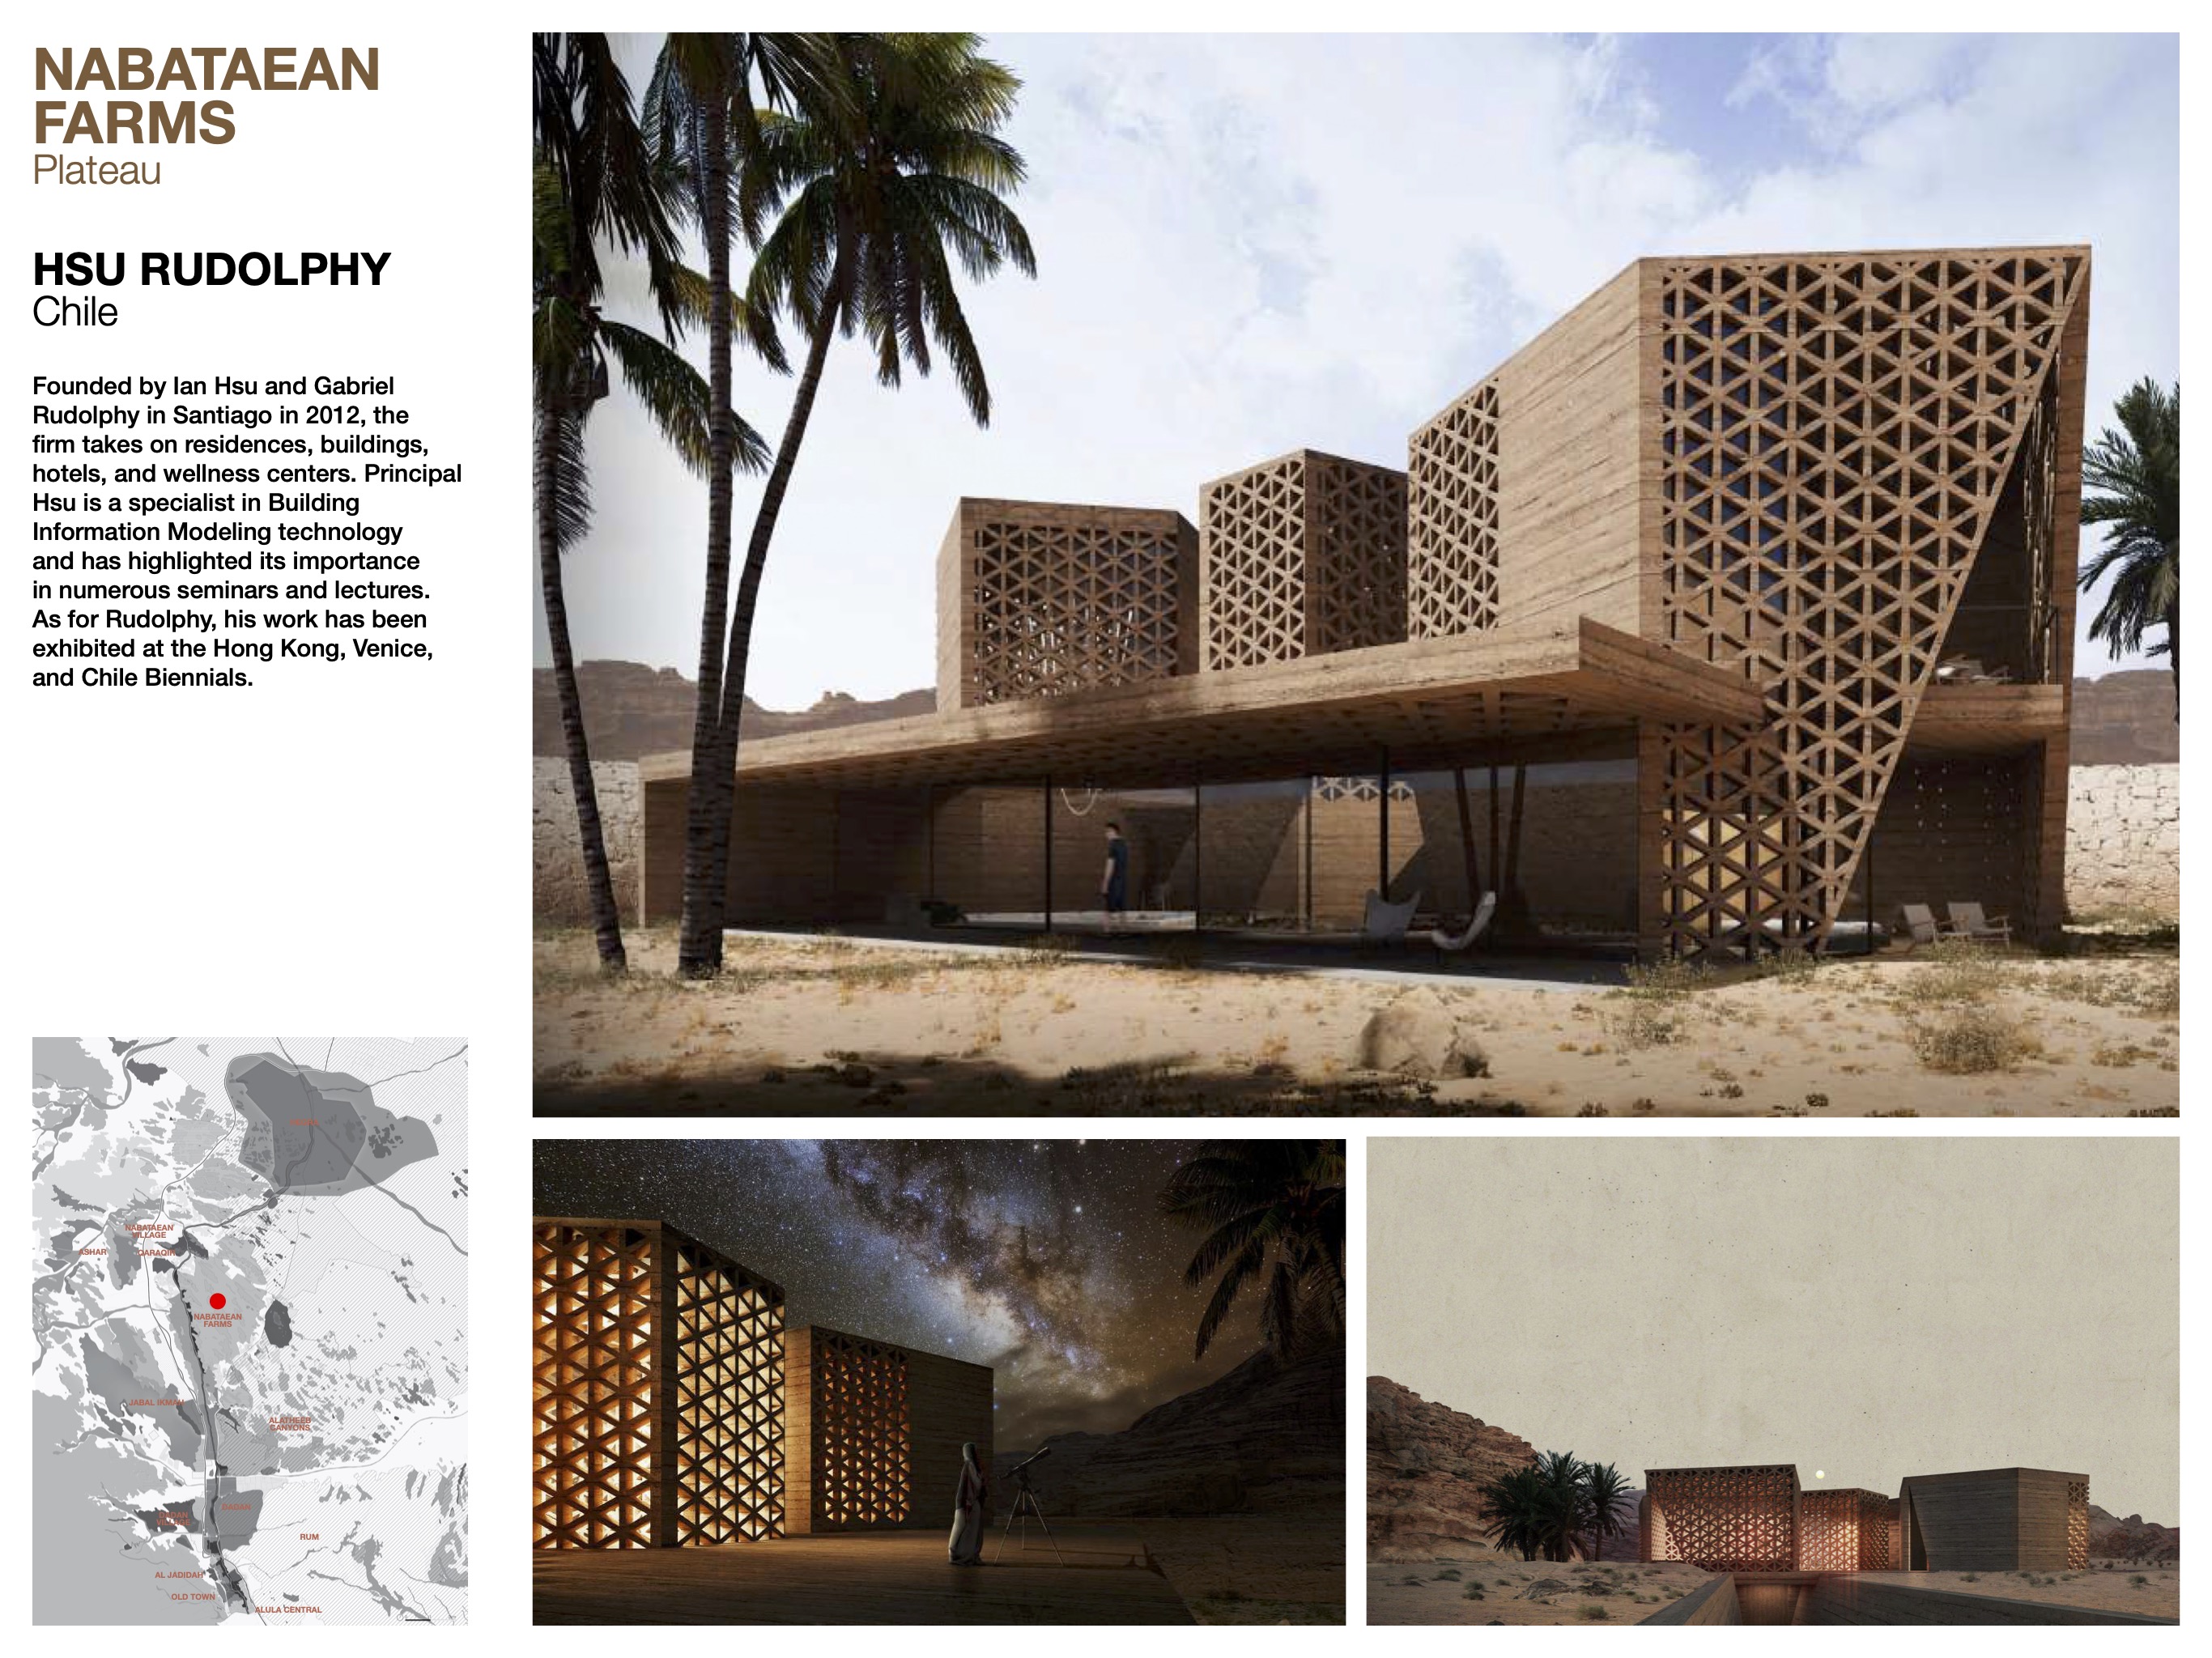 NABATAEAN
FARMS
Plateau
HSU RUDOLPHY
Chile
Founded by Ian Hsu and Gabriel
Rudolphy in Santiago in 2012, the
firm takes on residences, buildings,
hotels, and wellness centers. Principal
Hsu is a specialist in Building
Information Modeling technology
and has highlighted its importance
in numerous seminars and lectures.
As for Rudolphy, his work has been
exhibited at the Hong Kong, Venice,
and Chile Biennials.
NABATAEAN
VILLAGE
ASHAR
QARAQIR
NABATAEAN
FARMS
JABAL IKMAH
ALATHEEB
CANYONS
DADAN
RUM
AL JADIDAH
OLD TOWN
ALULA CENTRAL